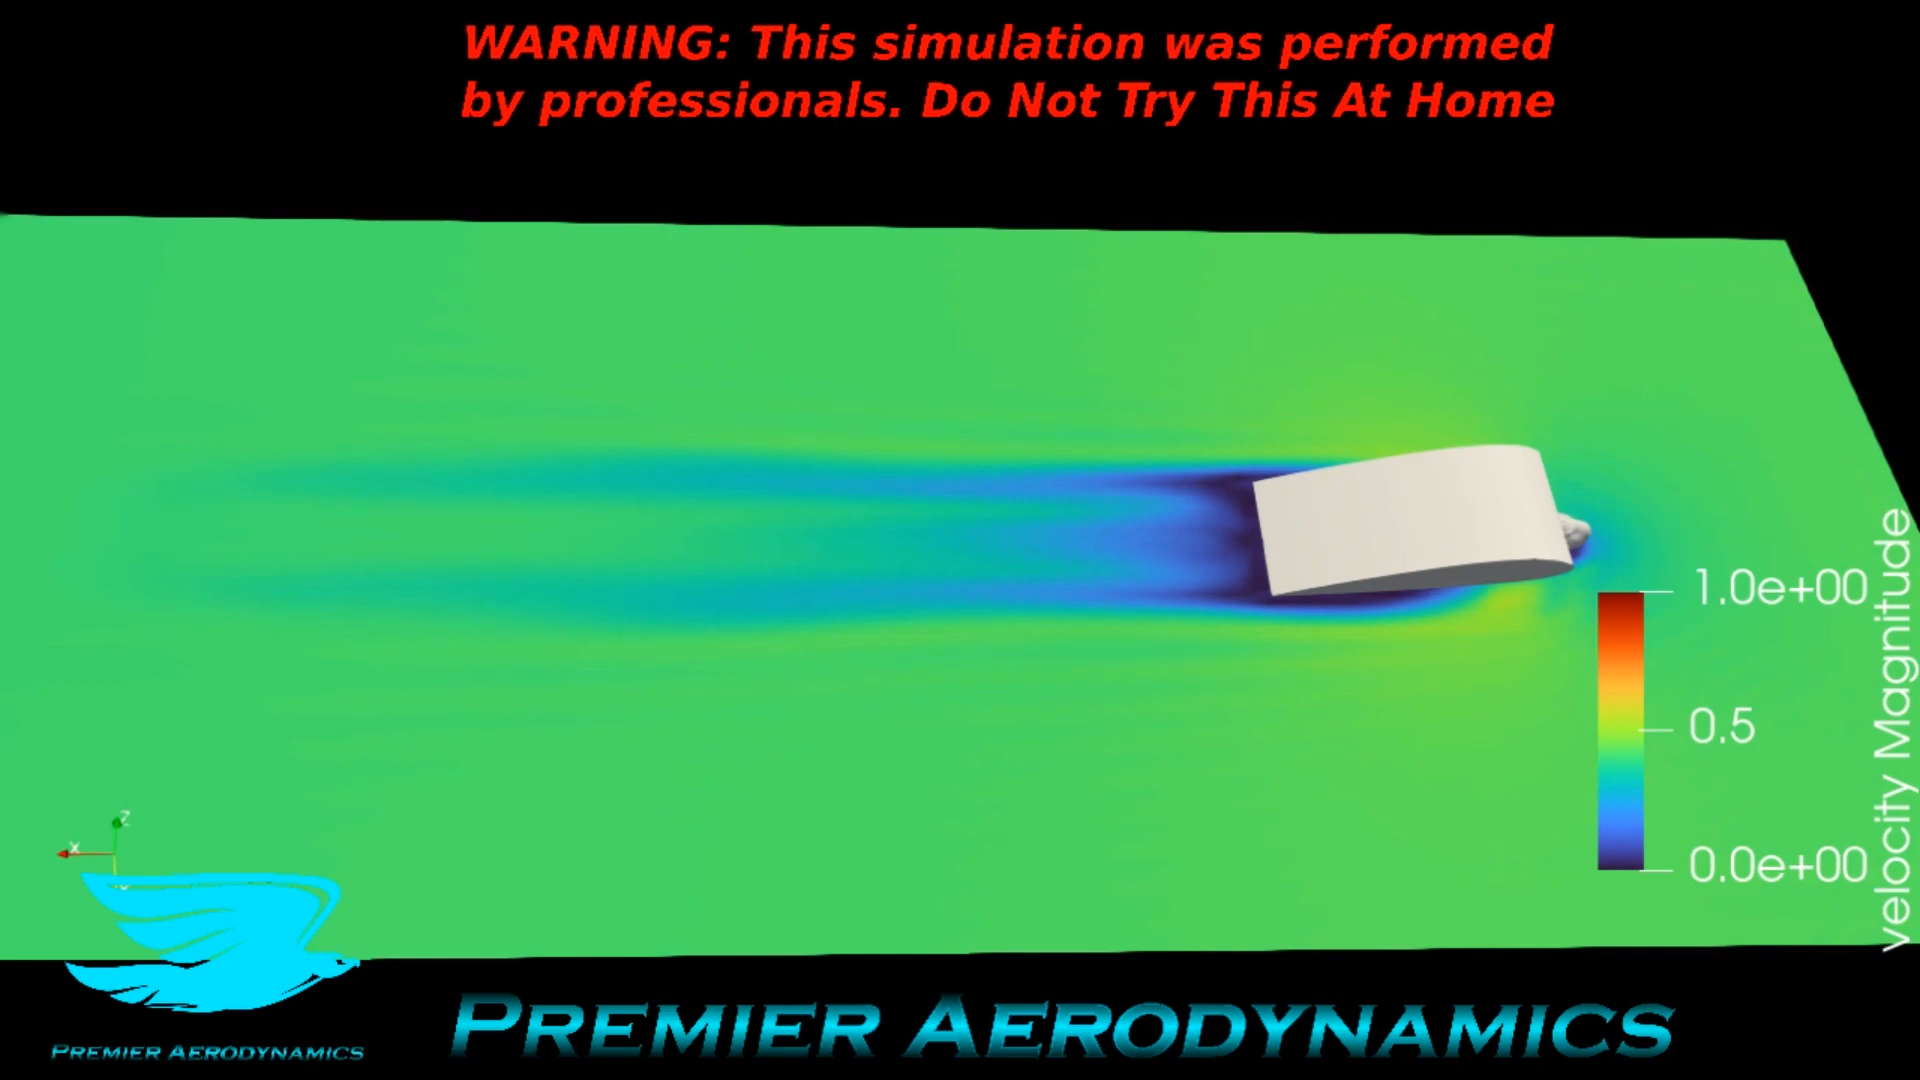 WARNING: This simulation was performed
by professionals. Do Not Try This At Home
1.0e+00
0.5
0.0e+00
velocity Magnitude
Z
X
PREMIER AERODYNAMICS
PREMIER AERODYNAMICS